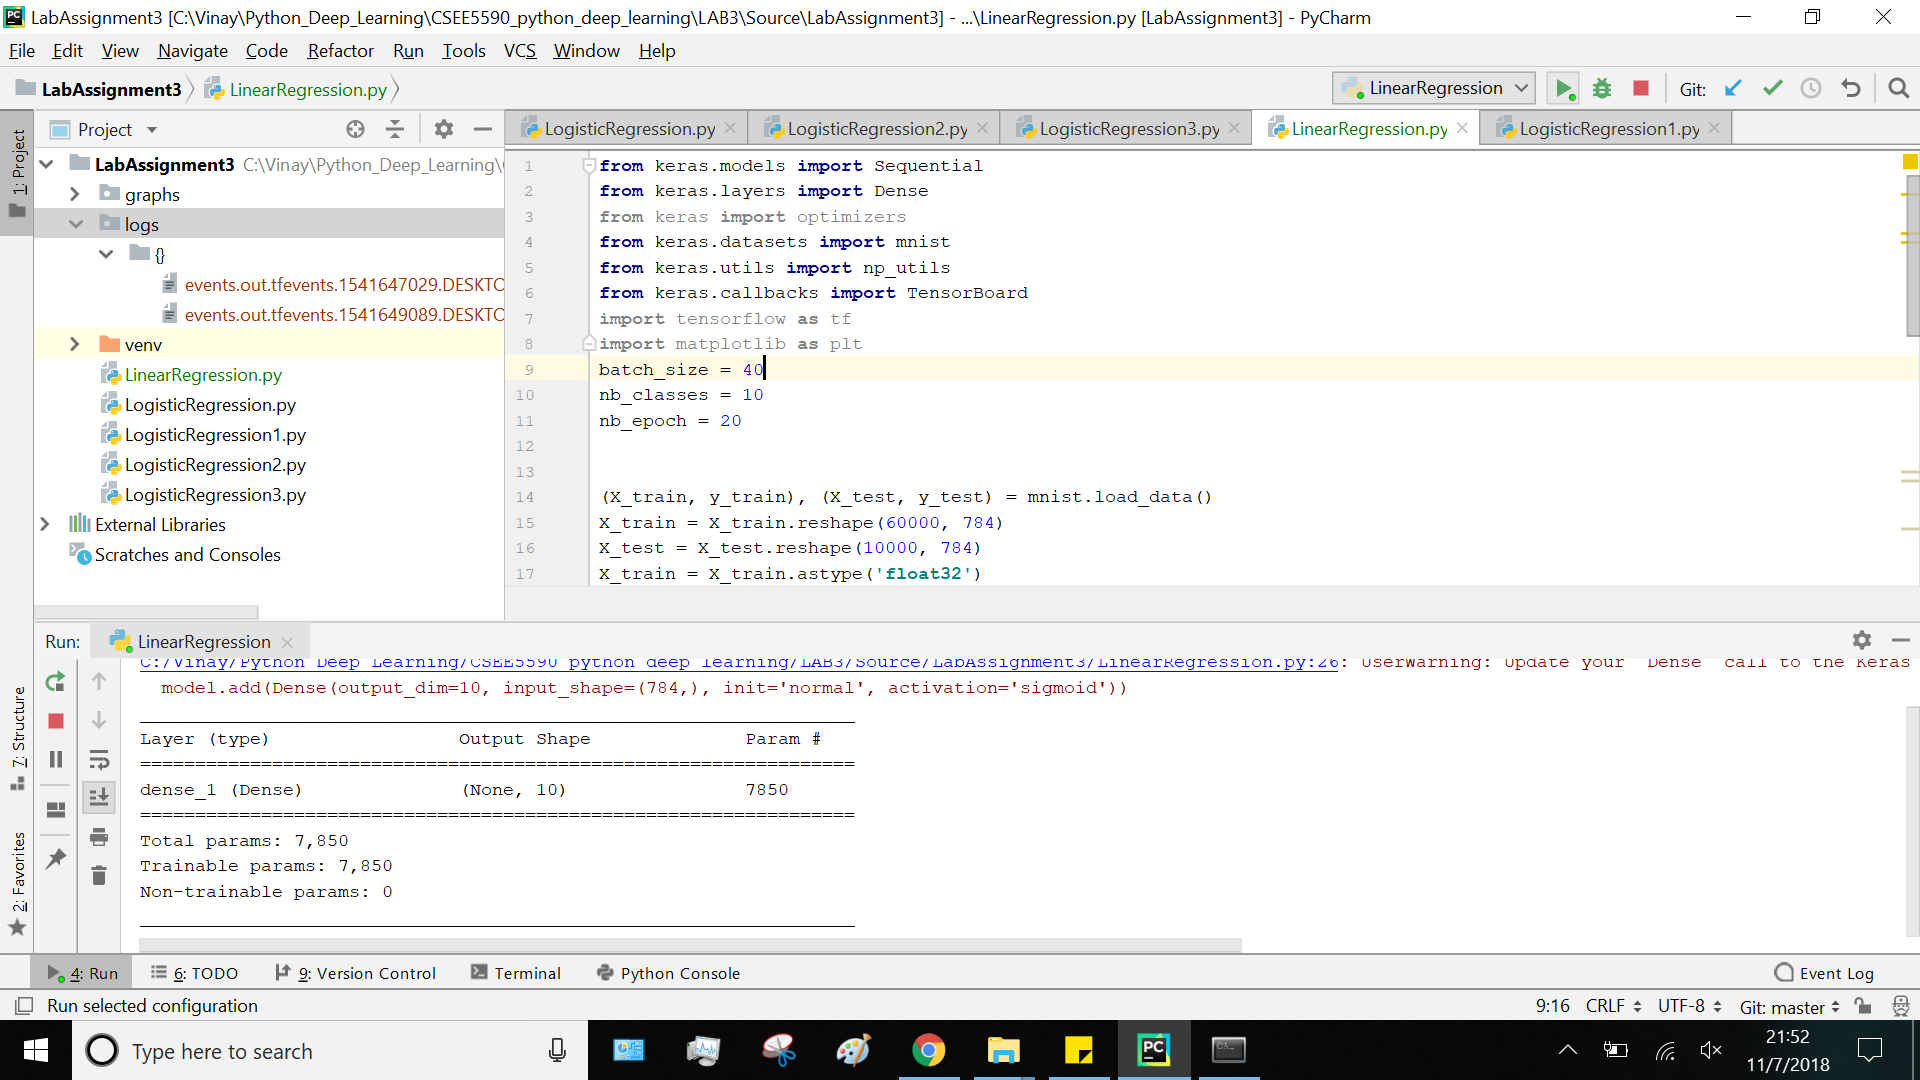 LabAssignment3 [C:\Vinay\Python_Deep_Learning\CSEE5590_python_deep_learning\LAB3\Source\LabAssignment3] - ...\LinearRegression.py [LabAssignment3] - PyCharm
File Edit View Navigate Code Refactor Run Tools VCS Window Help
LabAssignment3 LinearRegression.py LinearRegression Git:
1: Project
Project
LogisticRegression.py LogisticRegression2.py LogisticRegression3.py LinearRegression.py LogisticRegression1.py
LabAssignment3 C:\Vinay\Python_Deep_Learning\
graphs
logs
{}
events.out.tfevents.1541647029.DESKTO
events.out.tfevents.1541649089.DESKTO
venv
LinearRegression.py
LogisticRegression.py
LogisticRegression1.py
LogisticRegression2.py
LogisticRegression3.py
External Libraries
Scratches and Consoles
1 from keras.models import Sequential
2 from keras.layers import Dense
3 from keras import optimizers
4 from keras.datasets import mnist
5 from keras.utils import np_utils
6 from keras.callbacks import TensorBoard
7 import tensorflow as tf
8 import matplotlib as plt
9 batch_size = 40
10 nb_classes = 10
11 nb_epoch = 20
12
13
14 (X_train, y_train), (X_test, y_test) = mnist.load_data()
15 X_train = X_train.reshape(60000, 784)
16 X_test = X_test.reshape(10000, 784)
17 X_train = X_train.astype('float32')
Run: LinearRegression
C:/Vinay/Python_Deep_Learning/CSEE5590_python_deep_learning/LAB3/Source/LabAssignment3/LinearRegression.py:26: UserWarning: Update your `Dense` call to the Keras
model.add(Dense(output_dim=10, input_shape=(784,), init='normal', activation='sigmoid'))
_________________________________________________________________
Layer (type) Output Shape Param #
=================================================================
dense_1 (Dense) (None, 10) 7850
=================================================================
Total params: 7,850
Trainable params: 7,850
Non-trainable params: 0
_________________________________________________________________
7: Structure
2: Favorites
4: Run 6: TODO 9: Version Control Terminal Python Console Event Log
Run selected configuration 9:16 CRLF UTF-8 Git: master
Type here to search
21:52
11/7/2018